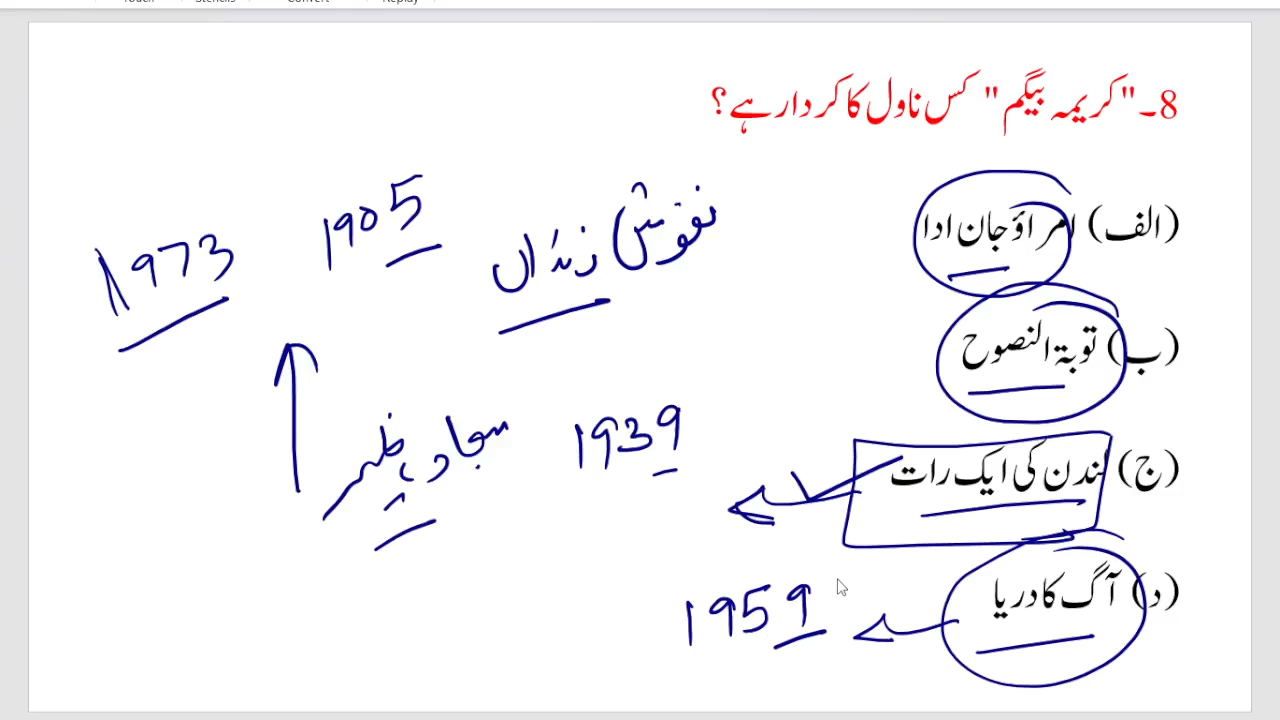 8۔ "کریمہ بیگم" کس ناول کا کردار ہے؟
(الف) امراؤ جان ادا
1905
1973
نقوش زنداں
(ب) توبۃ النصوح
(ج) لندن کی ایک رات
1939
سجاد ظہیر
(د) آگ کا دریا
1959